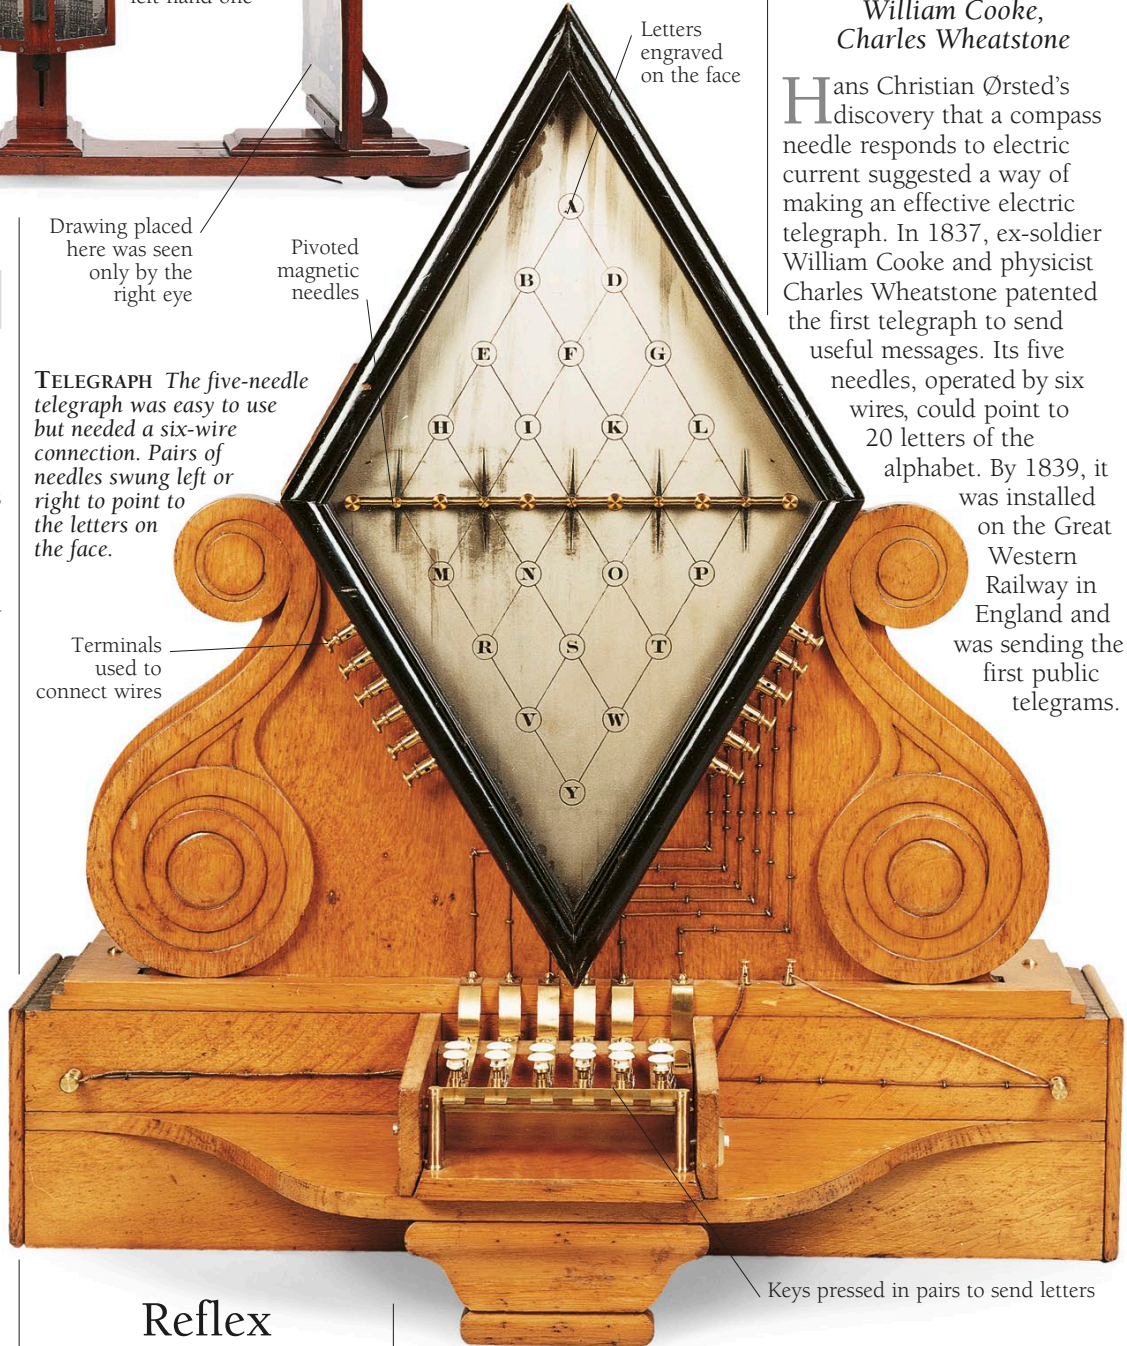 left-hand one
Drawing placed
here was seen
only by the
right eye
Pivoted
magnetic
needles
Letters
engraved
on the face
TELEGRAPH The five-needle
telegraph was easy to use
but needed a six-wire
connection. Pairs of
needles swung left or
right to point to
the letters on
the face.
Terminals
used to
connect wires
A
B D
E F G
H I K L
M N O P
R S T
V W
Y
Keys pressed in pairs to send letters
William Cooke,
Charles Wheatstone
Hans Christian Ørsted's
discovery that a compass
needle responds to electric
current suggested a way of
making an effective electric
telegraph. In 1837, ex-soldier
William Cooke and physicist
Charles Wheatstone patented
the first telegraph to send
useful messages. Its five
needles, operated by six
wires, could point to
20 letters of the
alphabet. By 1839, it
was installed
on the Great
Western
Railway in
England and
was sending the
first public
telegrams.
Reflex